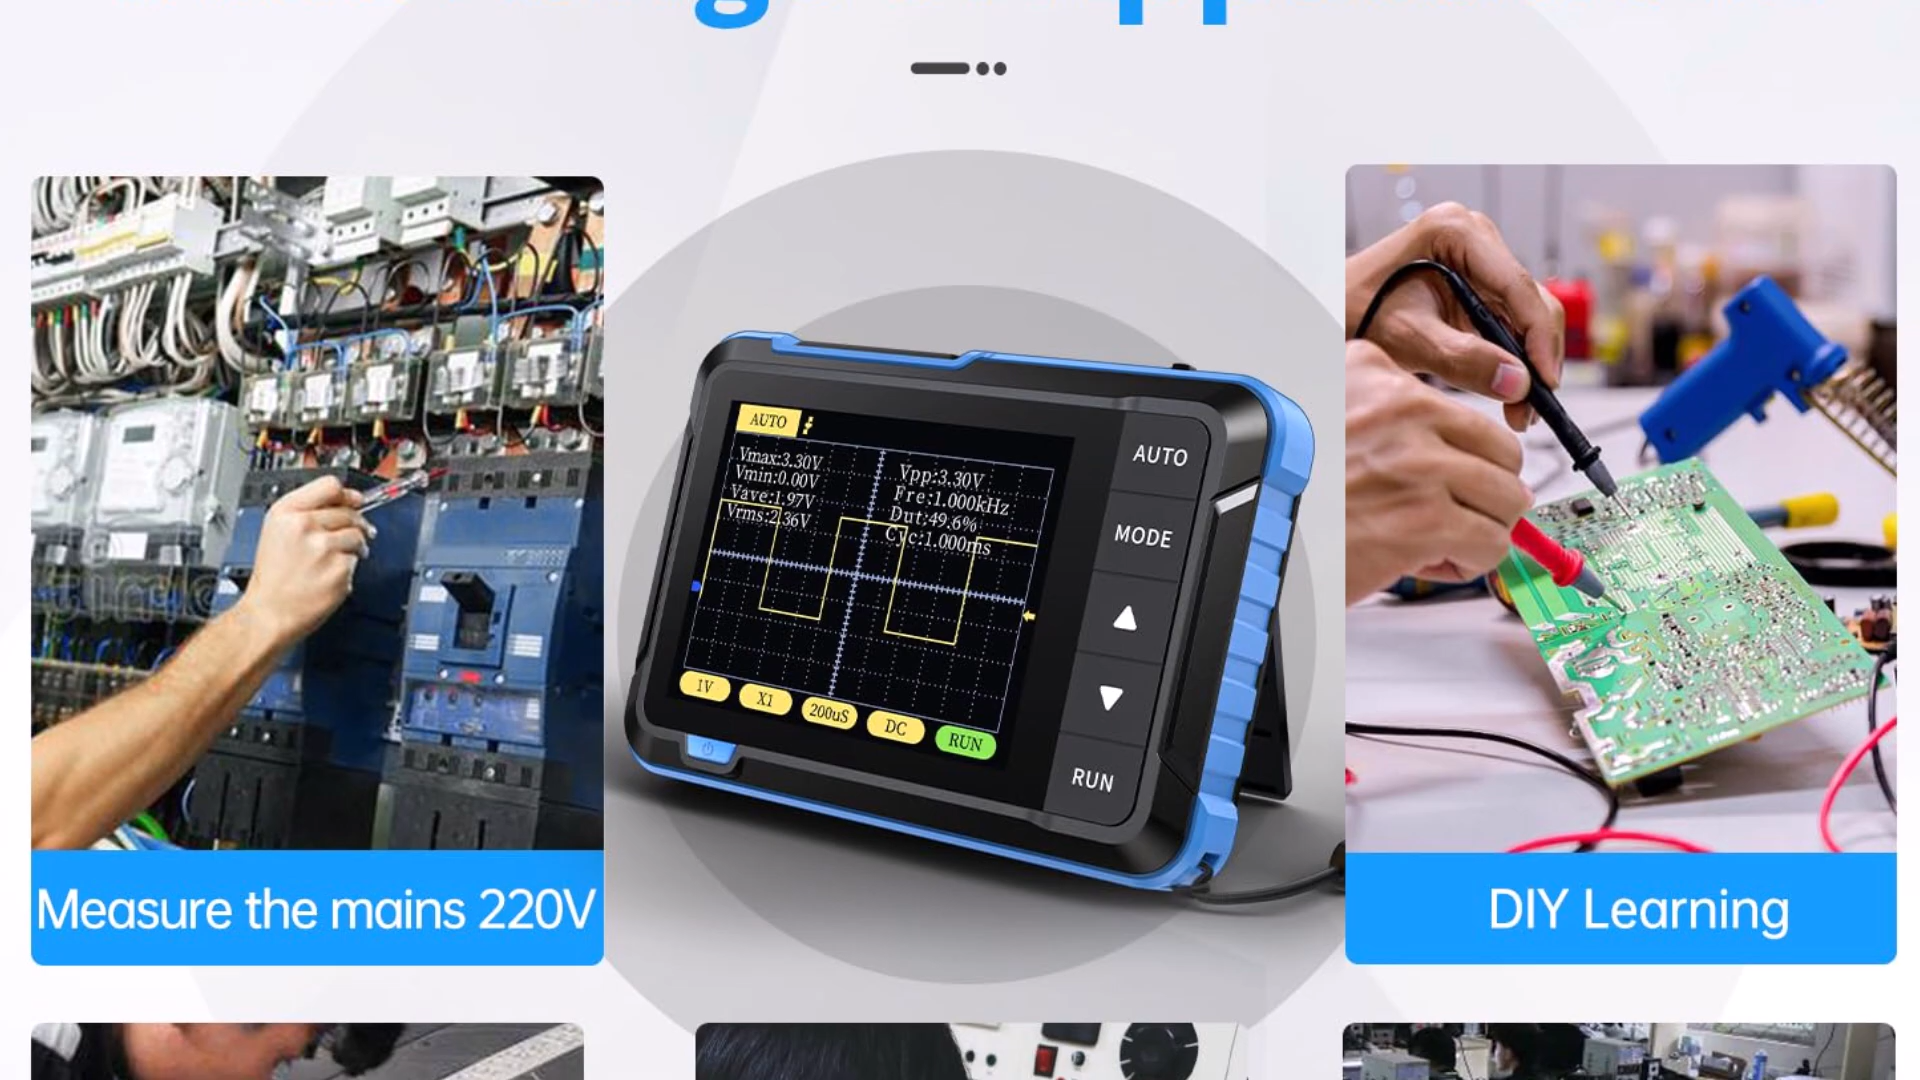 AUTO
Vmax:3.30V
Vmin:0.00V
Vave:1.97V
Vrms:2.36V
Vpp:3.30V
Fre:1.000kHz
Dut:49.6%
Cyc:1.000ms
1V
X1
200uS
DC
RUN
AUTO
MODE
RUN
Measure the mains 220V
DIY Learning